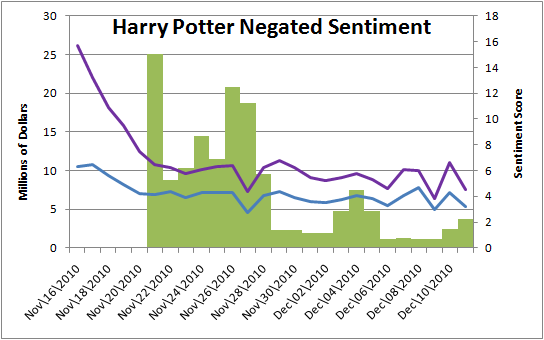 Harry Potter Negated Sentiment
30
25
20
15
10
5
0
Millions of Dollars
18
16
14
12
10
8
6
4
2
0
Sentiment Score
Nov\16\2010
Nov\18\2010
Nov\20\2010
Nov\22\2010
Nov\24\2010
Nov\26\2010
Nov\28\2010
Nov\30\2010
Dec\02\2010
Dec\04\2010
Dec\06\2010
Dec\08\2010
Dec\10\2010